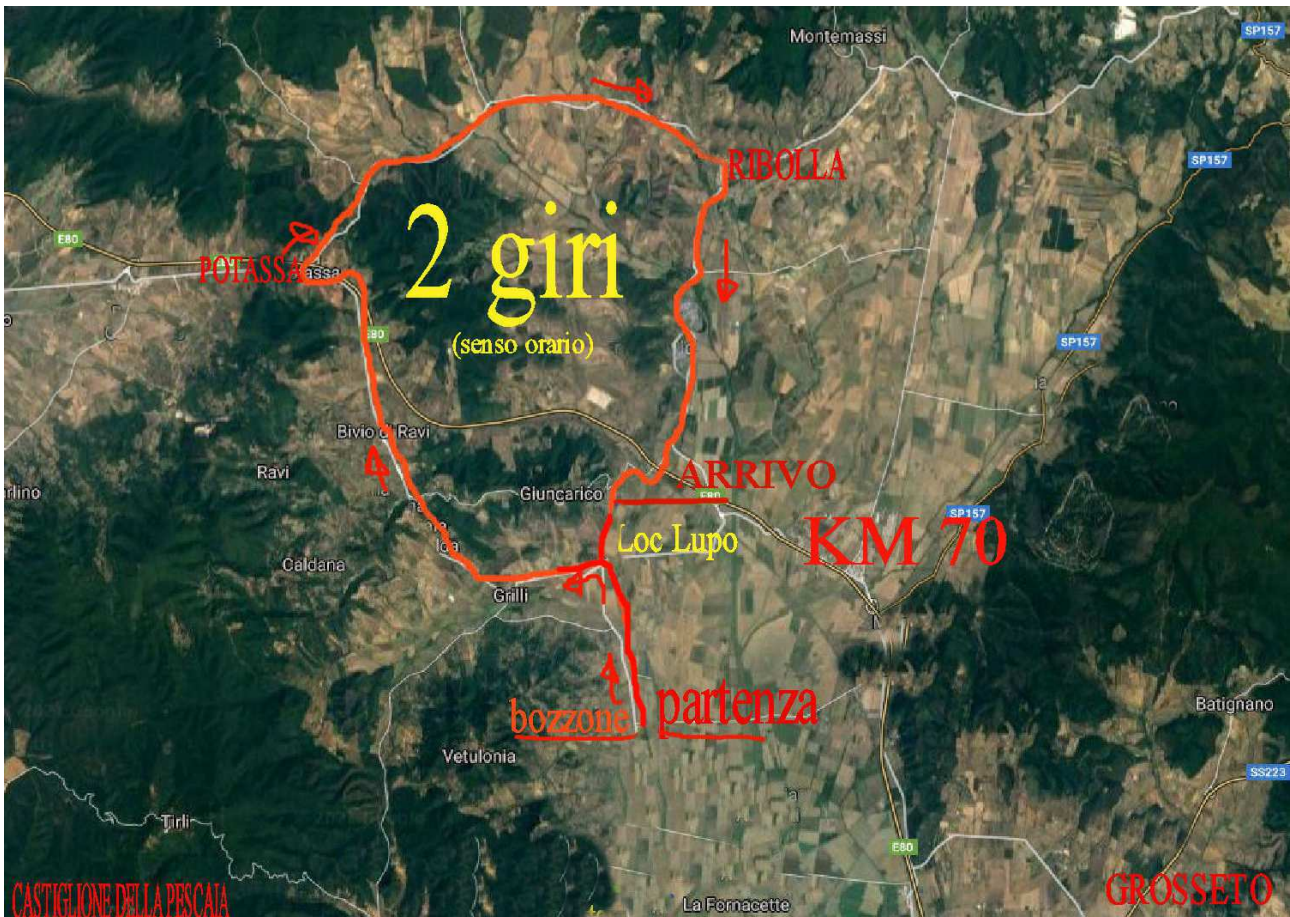 Montemassi
SP157
SP157
RIBOLLA
E80
POTASSA
assa
2 giri
(senso orario)
E80
SP157
ia
Bivio di Ravi
Ravi
Giuncarico
ARRIVO
E80
SP157
Loc Lupo
KM 70
Caldana
Grilli
bozzone
partenza
Batignano
Vetulonia
SS223
Tirli
E80
CASTIGLIONE DELLA PESCAIA
La Fornacette
GROSSETO